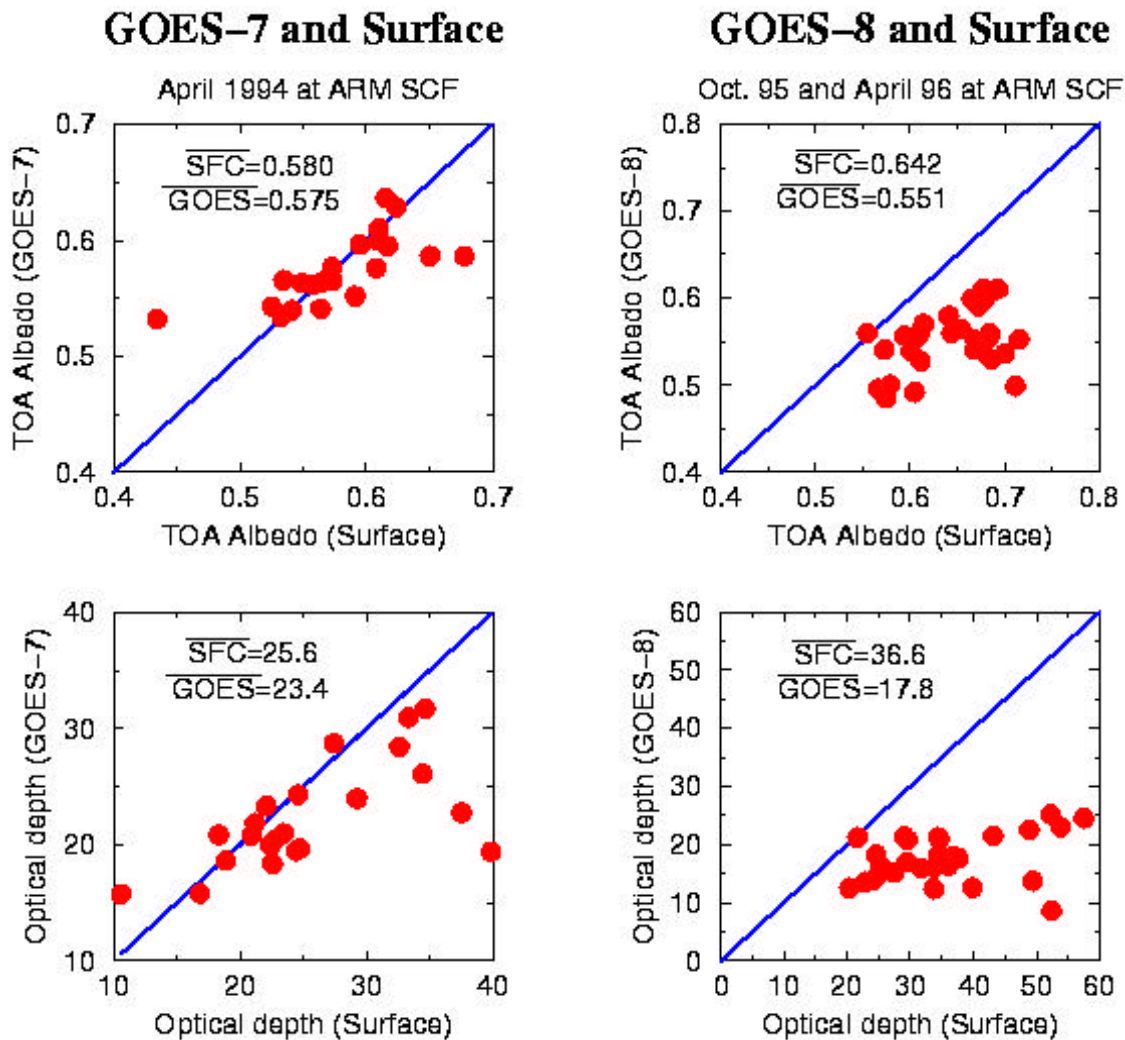 GOES–7 and Surface
April 1994 at ARM SCF
TOA Albedo (GOES-7)
0.7
0.6
0.5
0.4
SFC=0.580
GOES=0.575
0.4 0.5 0.6 0.7
TOA Albedo (Surface)
GOES–8 and Surface
Oct. 95 and April 96 at ARM SCF
TOA Albedo (GOES-8)
0.8
0.7
0.6
0.5
0.4
SFC=0.642
GOES=0.551
0.4 0.5 0.6 0.7 0.8
TOA Albedo (Surface)
Optical depth (GOES-7)
40
30
20
10
SFC=25.6
GOES=23.4
10 20 30 40
Optical depth (Surface)
Optical depth (GOES-8)
60
50
40
30
20
10
0
SFC=36.6
GOES=17.8
0 10 20 30 40 50 60
Optical depth (Surface)